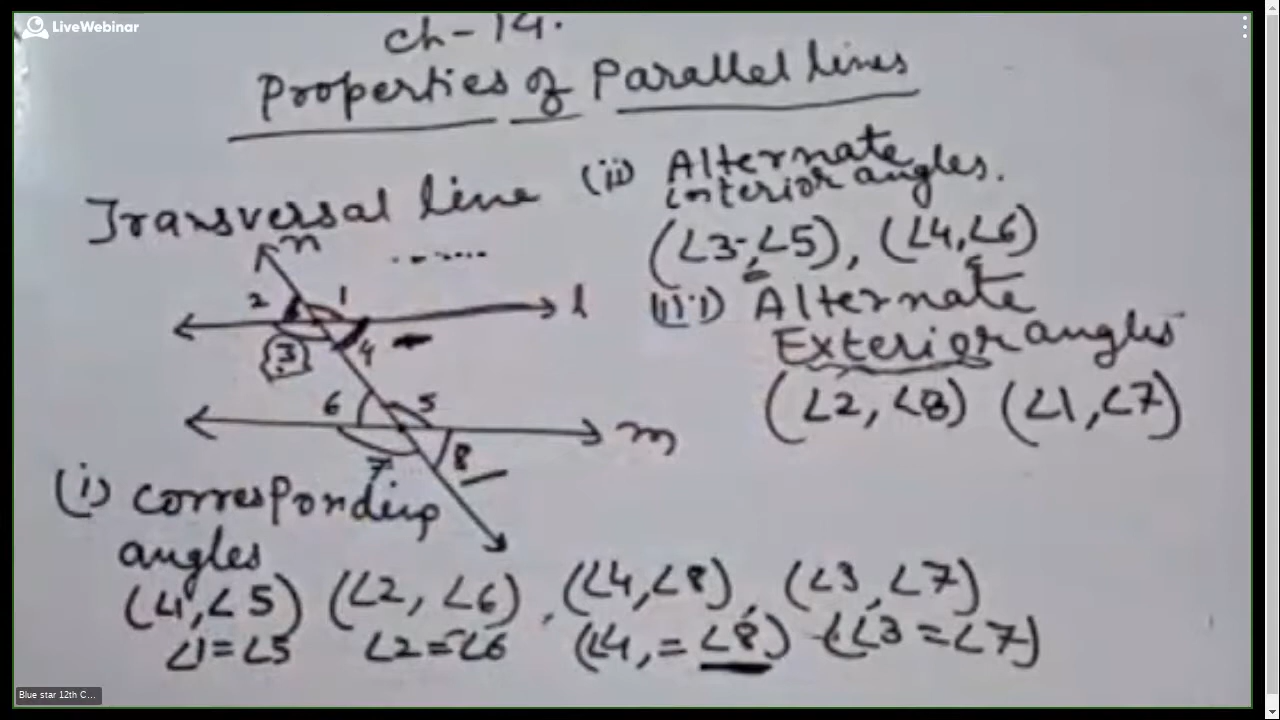 LiveWebinar
Ch-14.
Properties of Parallel lines
Transversal line
n
2 1
l
3 4
6 5
m
7 8
(i) corresponding
angles
(∠1,∠5) (∠2, ∠6), (∠4,∠8), (∠3,∠7)
∠1=∠5 ∠2=∠6 (∠4,=∠8) (∠3=∠7)
(ii) Alternate
interior angles.
(∠3,∠5), (∠4,∠6)
(iii) Alternate
Exterior angles
(∠2,∠8) (∠1,∠7)
Blue star 12th C...